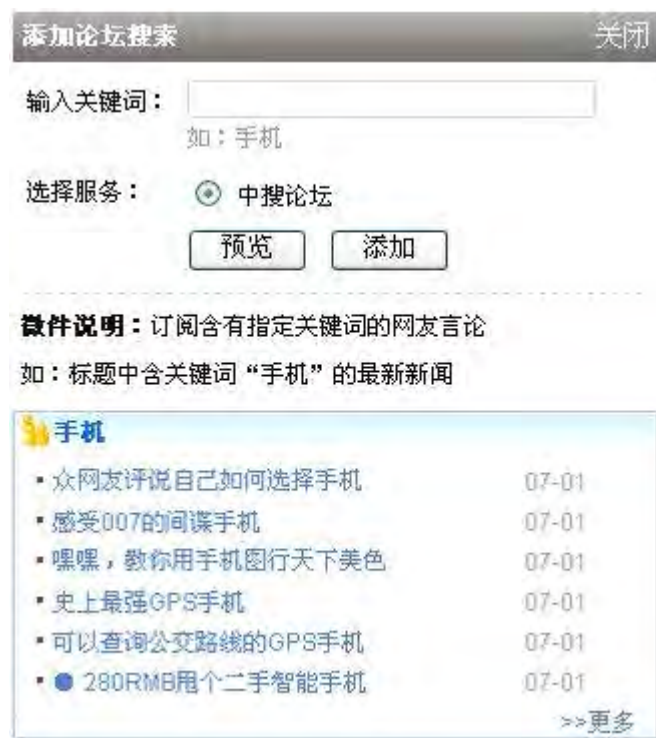 添加论坛搜索 关闭
输入关键词：
如：手机
选择服务： 中搜论坛
预览 添加
微件说明：订阅含有指定关键词的网友言论
如：标题中含关键词“手机”的最新新闻
手机
▪ 众网友评说自己如何选择手机 07-01
▪ 感受007的间谍手机 07-01
▪ 嘿嘿，教你用手机图行天下美色 07-01
▪ 史上最强GPS手机 07-01
▪ 可以查询公交路线的GPS手机 07-01
▪ ● 280RMB甩个二手智能手机 07-01
>>更多